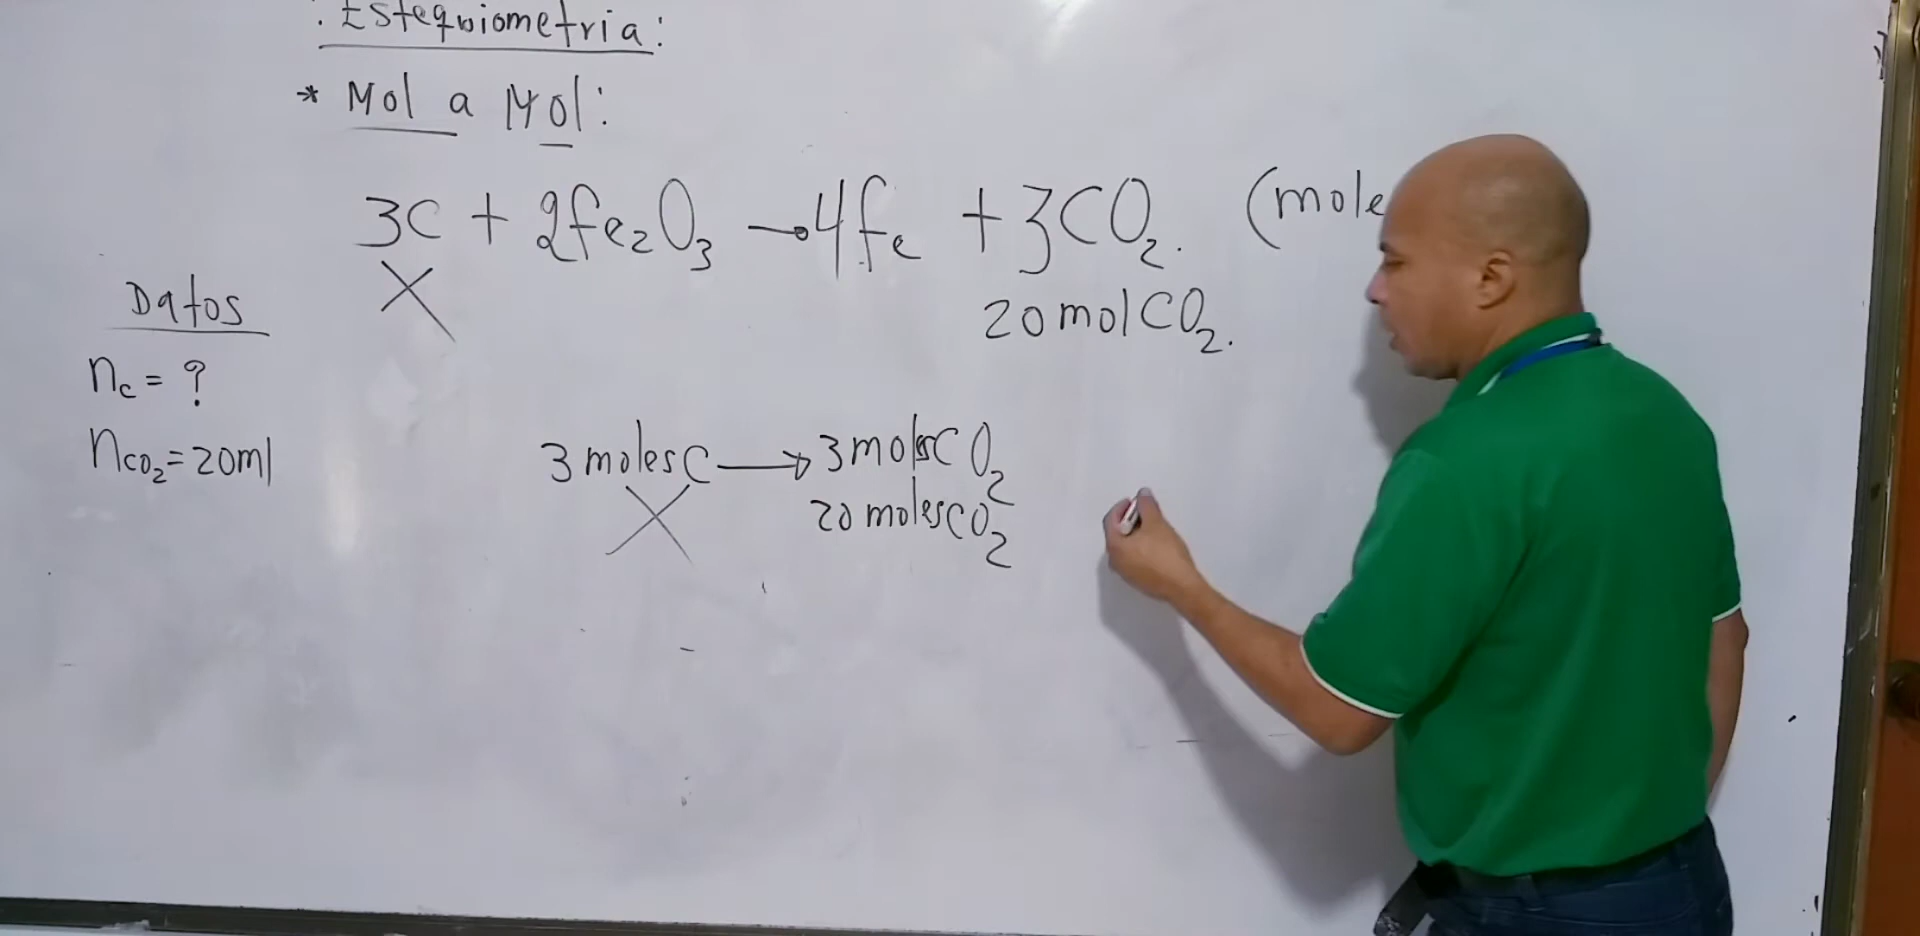 : Estequiometria:
* Mol a Mol:
3C + 2fe₂O₃ → 4fe + 3CO₂. (mole
X 20 mol CO₂.
Datos
nc = ?
nco₂ = 20ml
3 moles C → 3 moles CO₂
X 20 moles CO₂